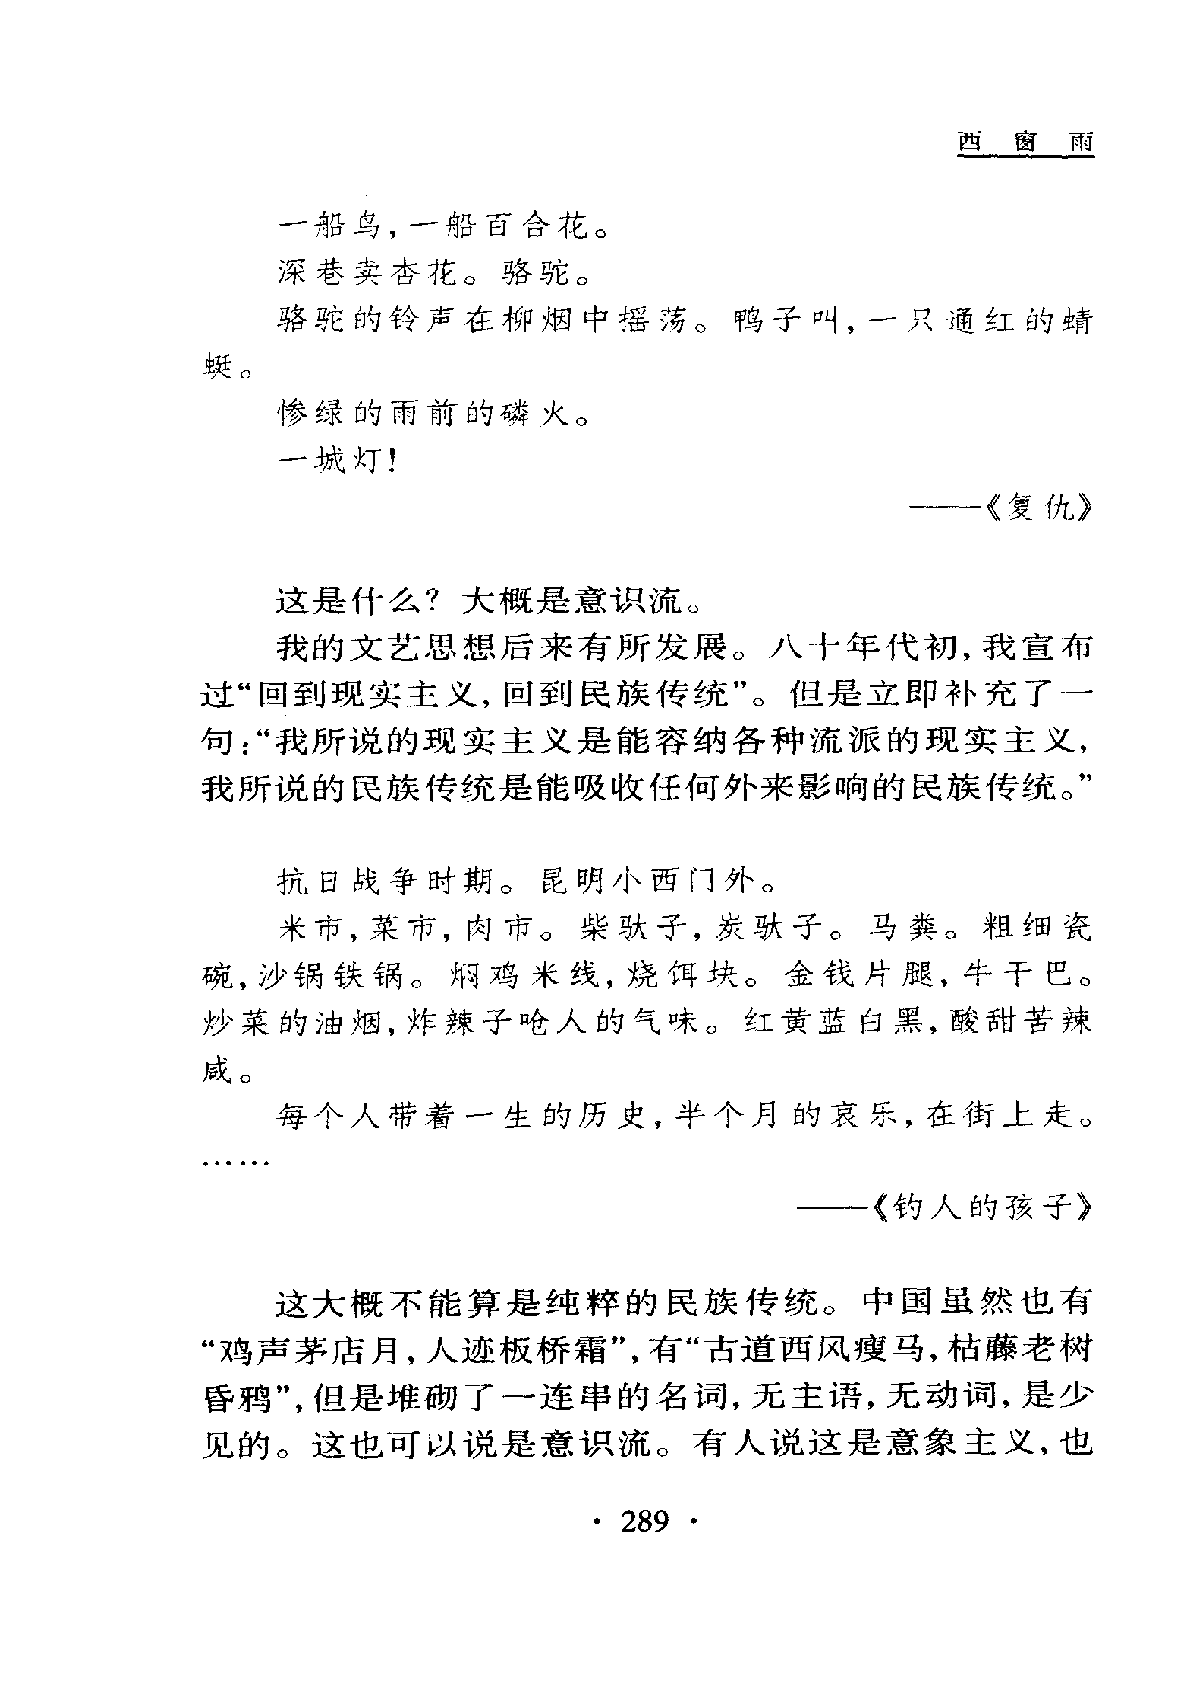 西窗雨
一船鸟,一船百合花。
深巷卖杏花。骆驼。
骆驼的铃声在柳烟中摇荡。鸭子叫,一只通红的蜻
蜓。
惨绿的雨前的磷火。
一城灯!
——《复仇》
这是什么?大概是意识流。
我的文艺思想后来有所发展。八十年代初,我宣布
过“回到现实主义,回到民族传统”。但是立即补充了一
句:“我所说的现实主义是能容纳各种流派的现实主义,
我所说的民族传统是能吸收任何外来影响的民族传统。”
抗日战争时期。昆明小西门外。
米市,菜市,肉市。柴驮子,炭驮子。马粪。粗细瓷
碗,沙锅铁锅。焖鸡米线,烧饵块。金钱片腿,牛干巴。
炒菜的油烟,炸辣子呛人的气味。红黄蓝白黑,酸甜苦辣
咸。
每个人带着一生的历史,半个月的哀乐,在街上走。
……
——《钓人的孩子》
这大概不能算是纯粹的民族传统。中国虽然也有
“鸡声茅店月,人迹板桥霜”,有“古道西风瘦马,枯藤老树
昏鸦”,但是堆砌了一连串的名词,无主语,无动词,是少
见的。这也可以说是意识流。有人说这是意象主义,也
·289·